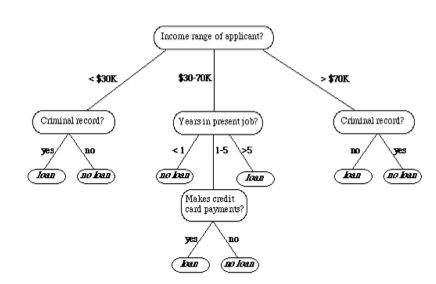 Income range of applicant?
< $30K
$30-70K
> $70K
Criminal record?
Years in present job?
Criminal record?
yes
no
< 1
1-5
>5
no
yes
loan
no loan
no loan
loan
loan
no loan
Makes credit
card payments?
yes
no
loan
no loan